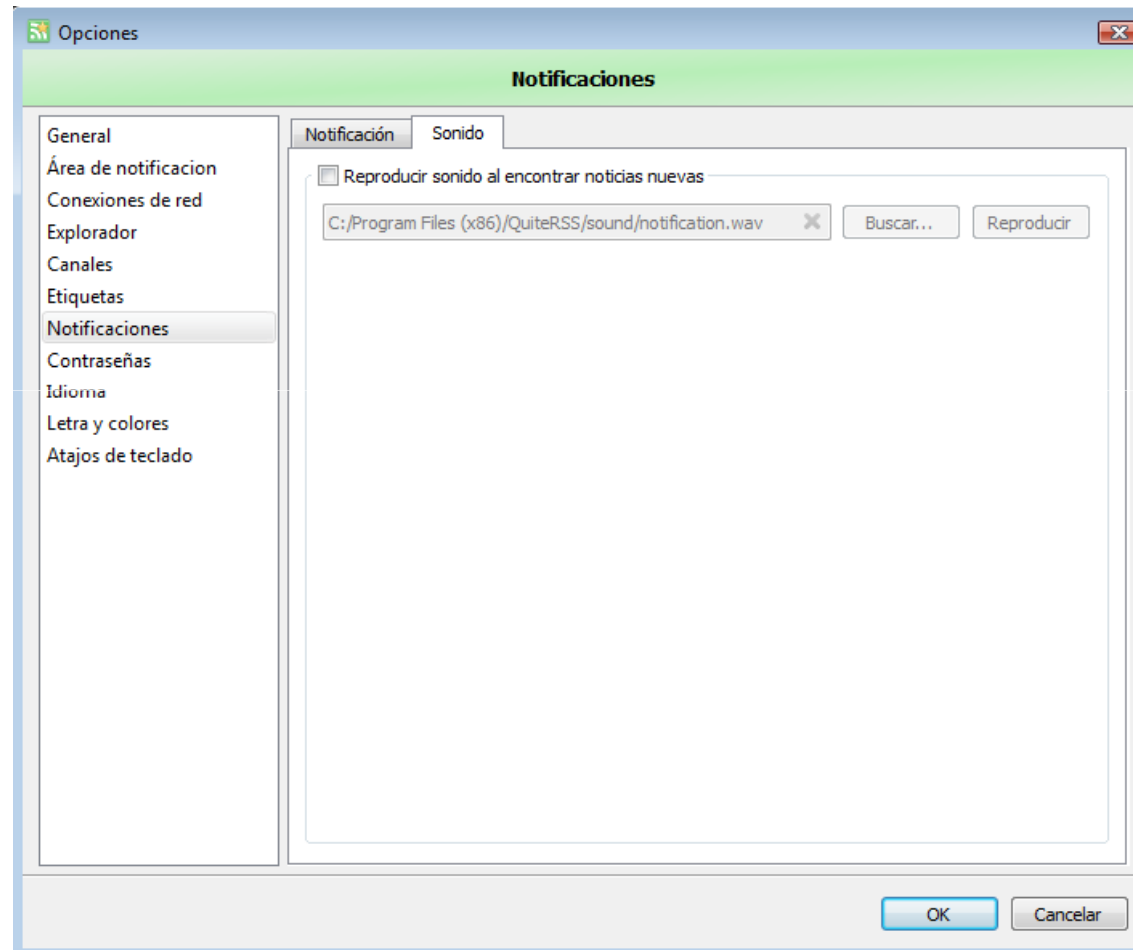 Opciones
Notificaciones
General
Área de notificacion
Conexiones de red
Explorador
Canales
Etiquetas
Notificaciones
Contraseñas
Idioma
Letra y colores
Atajos de teclado
Notificación Sonido
Reproducir sonido al encontrar noticias nuevas
C:/Program Files (x86)/QuiteRSS/sound/notification.wav Buscar... Reproducir
OK Cancelar